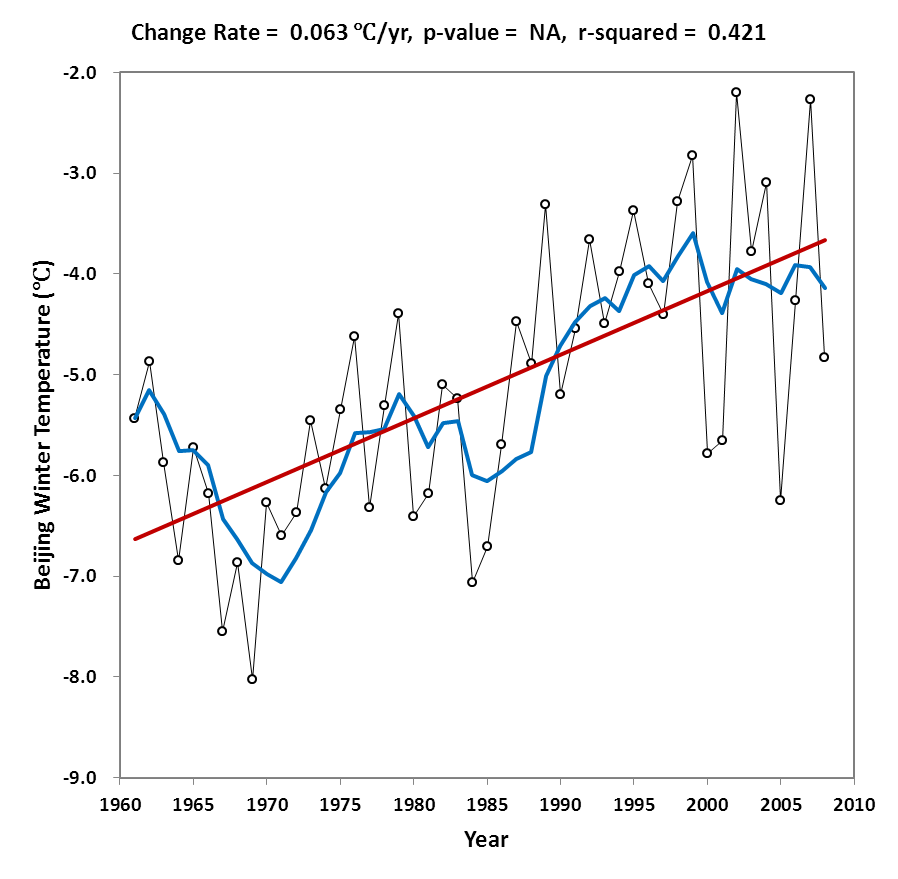 Change Rate = 0.063 ℃/yr, p-value = NA, r-squared = 0.421
Beijing Winter Temperature (℃)
-2.0
-3.0
-4.0
-5.0
-6.0
-7.0
-8.0
-9.0
1960 1965 1970 1975 1980 1985 1990 1995 2000 2005 2010
Year